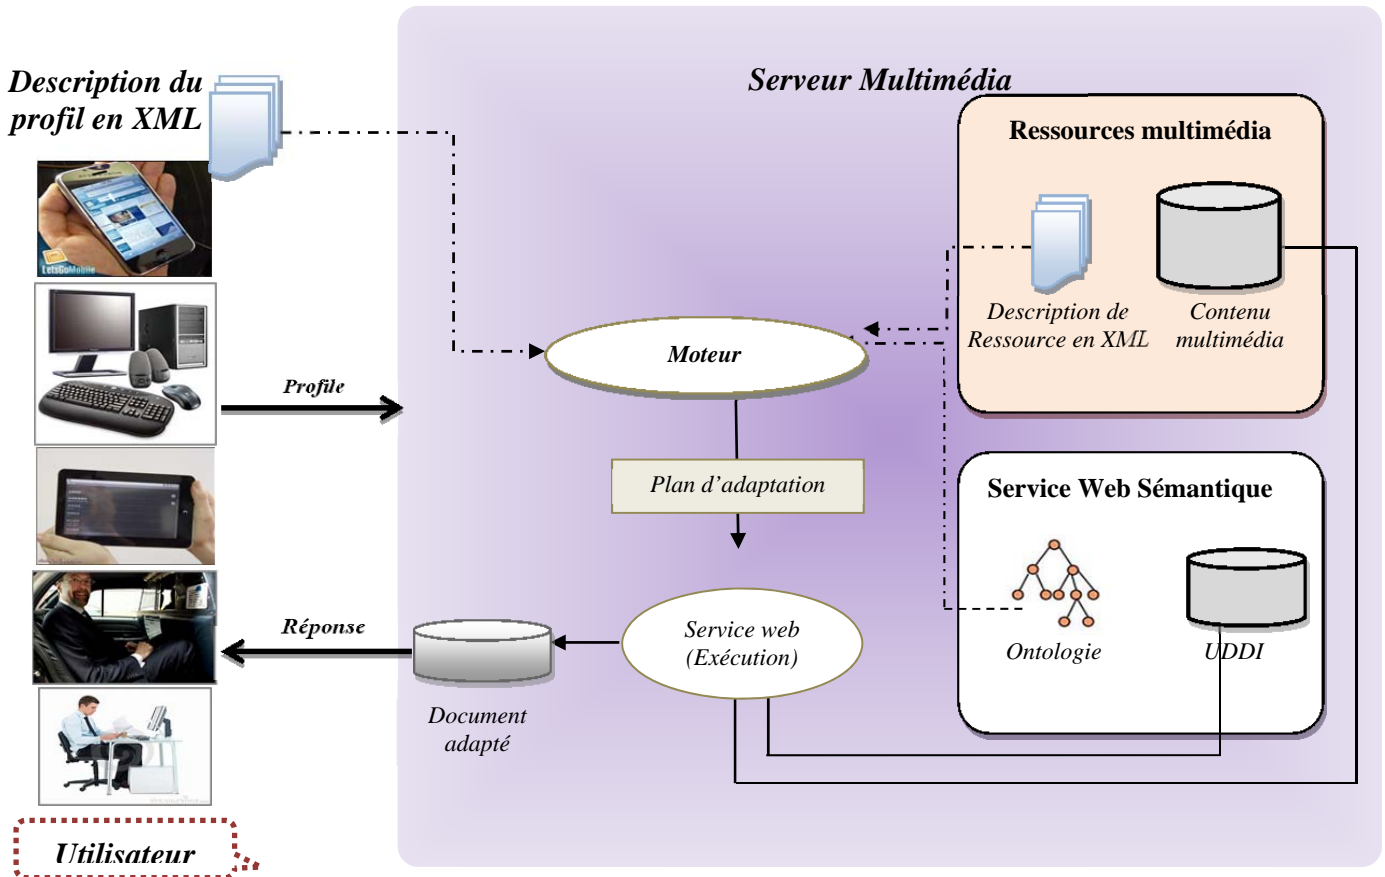 Description du
profil en XML
Serveur Multimédia
Ressources multimédia
LetsGoMobile
Description de
Ressource en XML
Contenu
multimédia
Moteur
Profile
Plan d’adaptation
Service Web Sémantique
Ontologie
UDDI
Service web
(Exécution)
Réponse
Document
adapté
Utilisateur